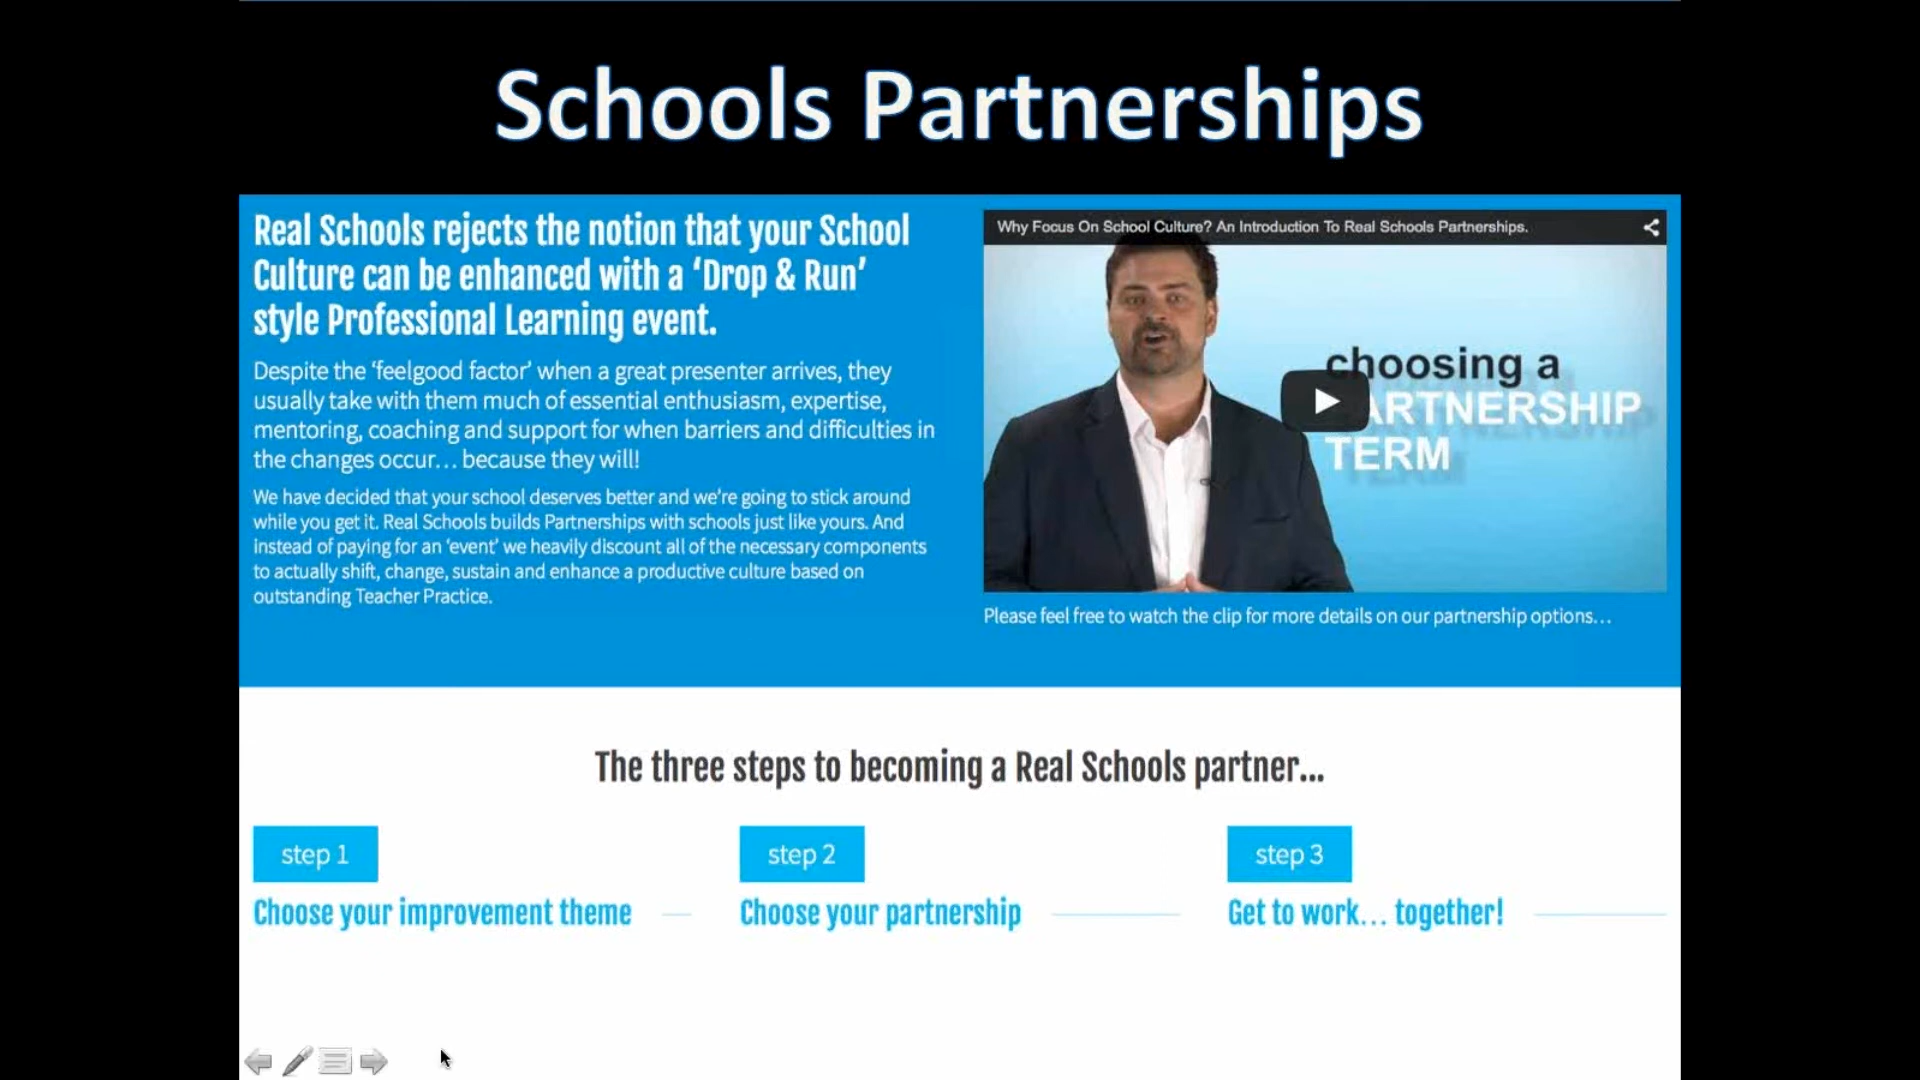 Schools Partnerships
Real Schools rejects the notion that your School
Culture can be enhanced with a ‘Drop & Run’
style Professional Learning event.
Despite the ‘feelgood factor’ when a great presenter arrives, they
usually take with them much of essential enthusiasm, expertise,
mentoring, coaching and support for when barriers and difficulties in
the changes occur… because they will!
We have decided that your school deserves better and we’re going to stick around
while you get it. Real Schools builds Partnerships with schools just like yours. And
instead of paying for an ‘event’ we heavily discount all of the necessary components
to actually shift, change, sustain and enhance a productive culture based on
outstanding Teacher Practice.
Why Focus On School Culture? An Introduction To Real Schools Partnerships.
choosing a
PARTNERSHIP
TERM
Please feel free to watch the clip for more details on our partnership options…
The three steps to becoming a Real Schools partner…
step 1
step 2
step 3
Choose your improvement theme
Choose your partnership
Get to work… together!